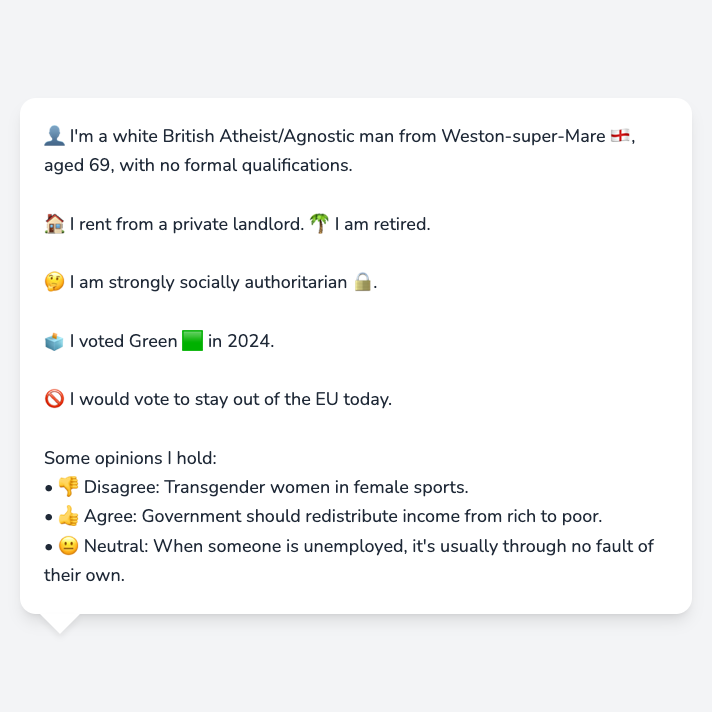 👤 I'm a white British Atheist/Agnostic man from Weston-super-Mare 🏴󠁧󠁢󠁥󠁮󠁧󠁿,
aged 69, with no formal qualifications.
🏠 I rent from a private landlord. 🌴 I am retired.
🤔 I am strongly socially authoritarian 🔒.
🗳️ I voted Green 🟩 in 2024.
🚫 I would vote to stay out of the EU today.
Some opinions I hold:
• 👎 Disagree: Transgender women in female sports.
• 👍 Agree: Government should redistribute income from rich to poor.
• 😐 Neutral: When someone is unemployed, it's usually through no fault of
their own.